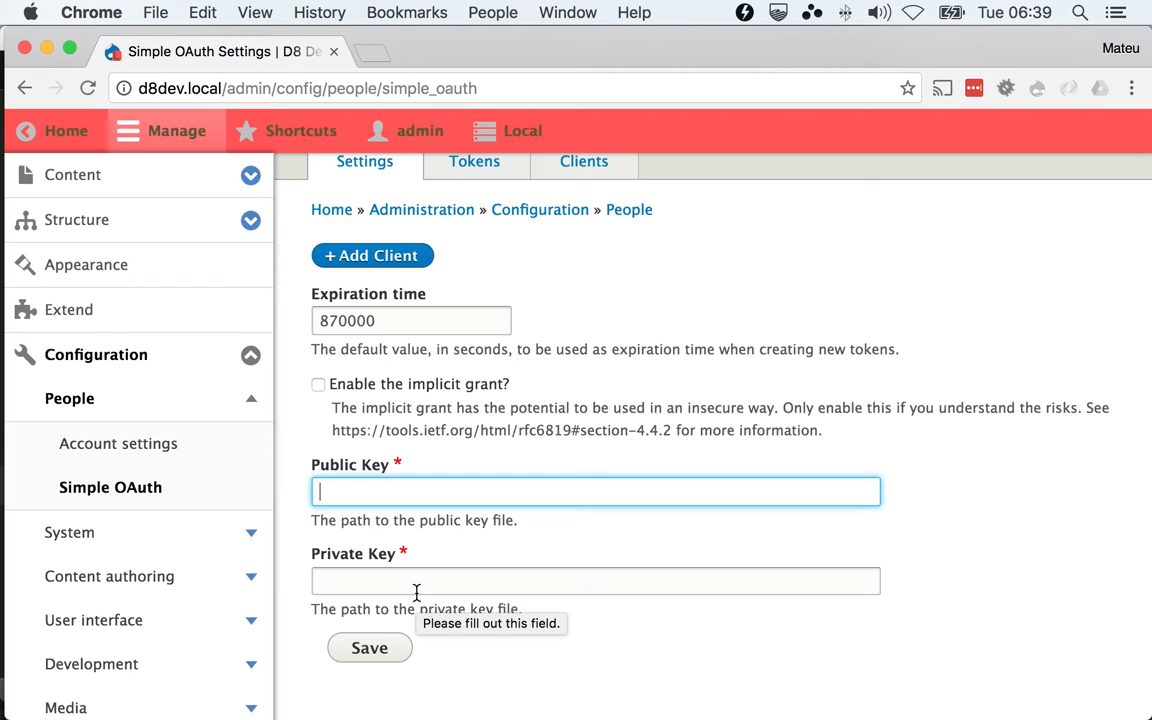 Chrome File Edit View History Bookmarks People Window Help Tue 06:39
Simple OAuth Settings | D8 De
Mateu
d8dev.local/admin/config/people/simple_oauth
Home Manage Shortcuts admin Local
Content
Structure
Appearance
Extend
Configuration
People
Account settings
Simple OAuth
System
Content authoring
User interface
Development
Media
Settings Tokens Clients
Home » Administration » Configuration » People
+ Add Client
Expiration time
870000
The default value, in seconds, to be used as expiration time when creating new tokens.
Enable the implicit grant?
The implicit grant has the potential to be used in an insecure way. Only enable this if you understand the risks. See
https://tools.ietf.org/html/rfc6819#section-4.4.2 for more information.
Public Key *
The path to the public key file.
Private Key *
The path to the private key file.
Please fill out this field.
Save